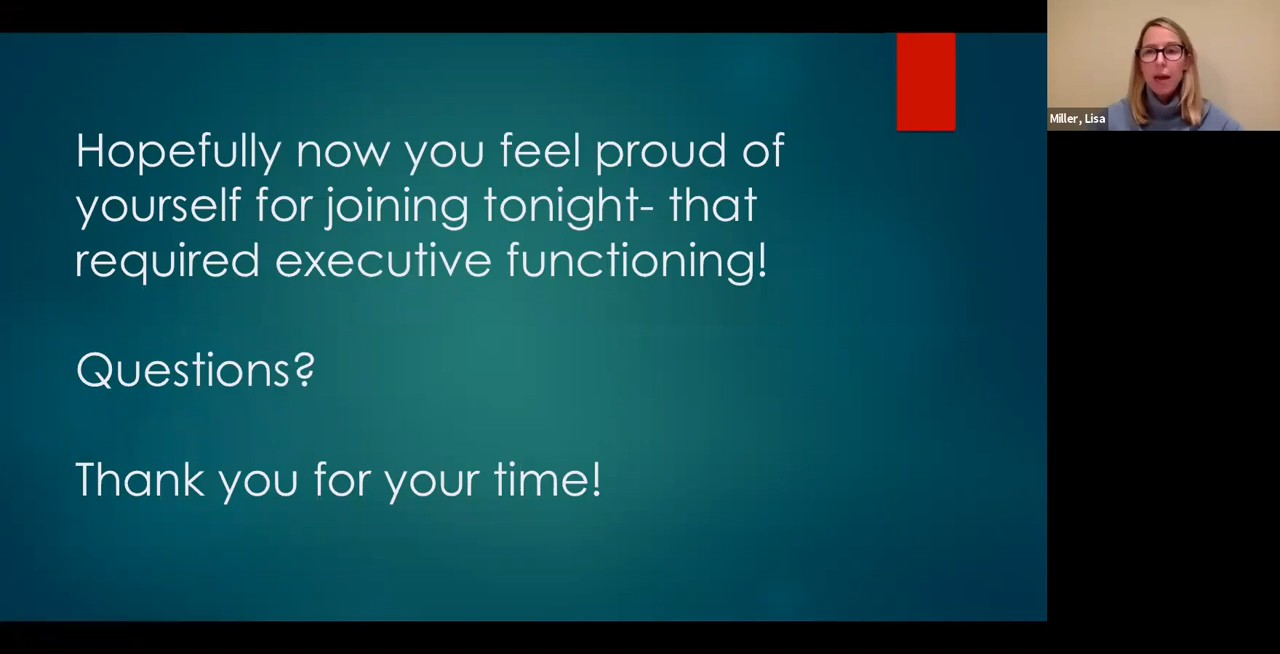 Hopefully now you feel proud of
yourself for joining tonight- that
required executive functioning!
Questions?
Thank you for your time!
Miller, Lisa